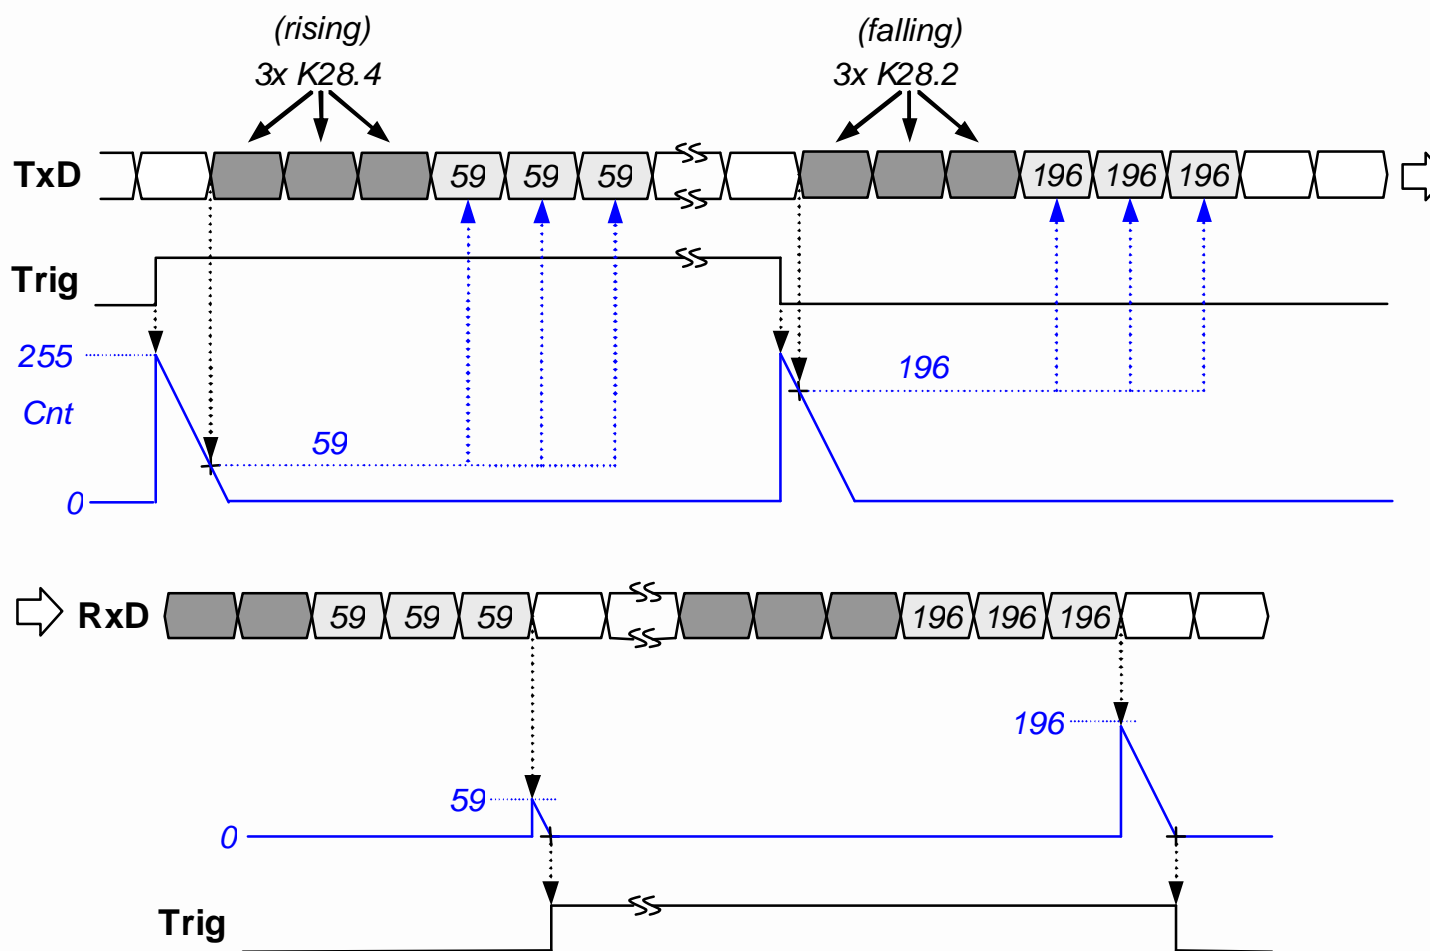 (rising) (falling)
3x K28.4 3x K28.2
TxD 59 59 59 196 196 196
Trig
255
196
Cnt
59
0
RxD 59 59 59 196 196 196
196
59
0
Trig